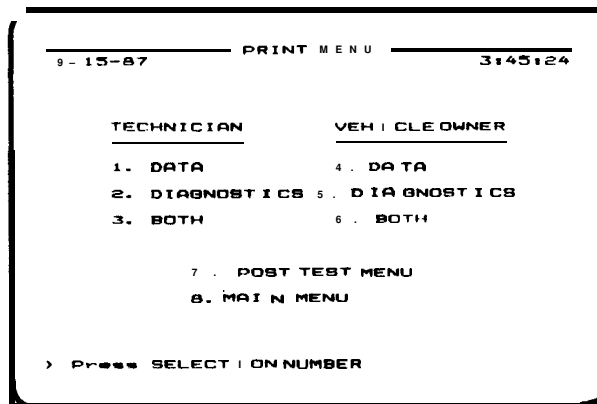 PRINT MENU
9-15-87 3:45:24
TECHNICIAN VEHICLE OWNER
1. DATA 4. DATA
2. DIAGNOSTICS 5. DIAGNOSTICS
3. BOTH 6. BOTH
7. POST TEST MENU
8. MAIN MENU
> Press SELECTION NUMBER